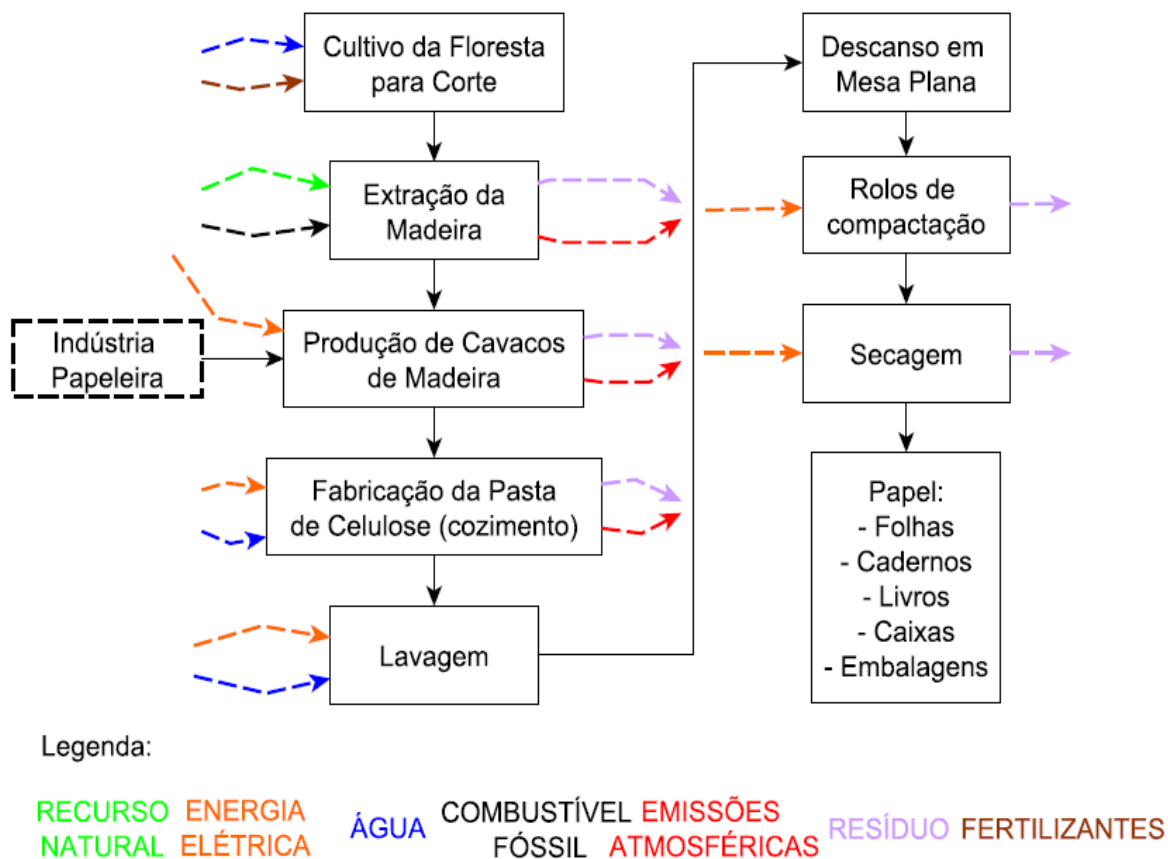 Cultivo da Floresta
para Corte
Extração da
Madeira
Indústria
Papeleira
Produção de Cavacos
de Madeira
Fabricação da Pasta
de Celulose (cozimento)
Lavagem
Descanso em
Mesa Plana
Rolos de
compactação
Secagem
Papel:
- Folhas
- Cadernos
- Livros
- Caixas
- Embalagens
Legenda:
RECURSO
NATURAL
ENERGIA
ELÉTRICA
ÁGUA
COMBUSTÍVEL
FÓSSIL
EMISSÕES
ATMOSFÉRICAS
RESÍDUO
FERTILIZANTES